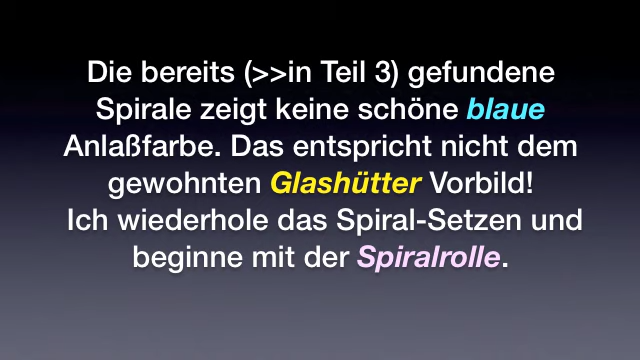 Die bereits (>>in Teil 3) gefundene
Spirale zeigt keine schöne blaue
Anlaßfarbe. Das entspricht nicht dem
gewohnten Glashütter Vorbild!
Ich wiederhole das Spiral-Setzen und
beginne mit der Spiralrolle.